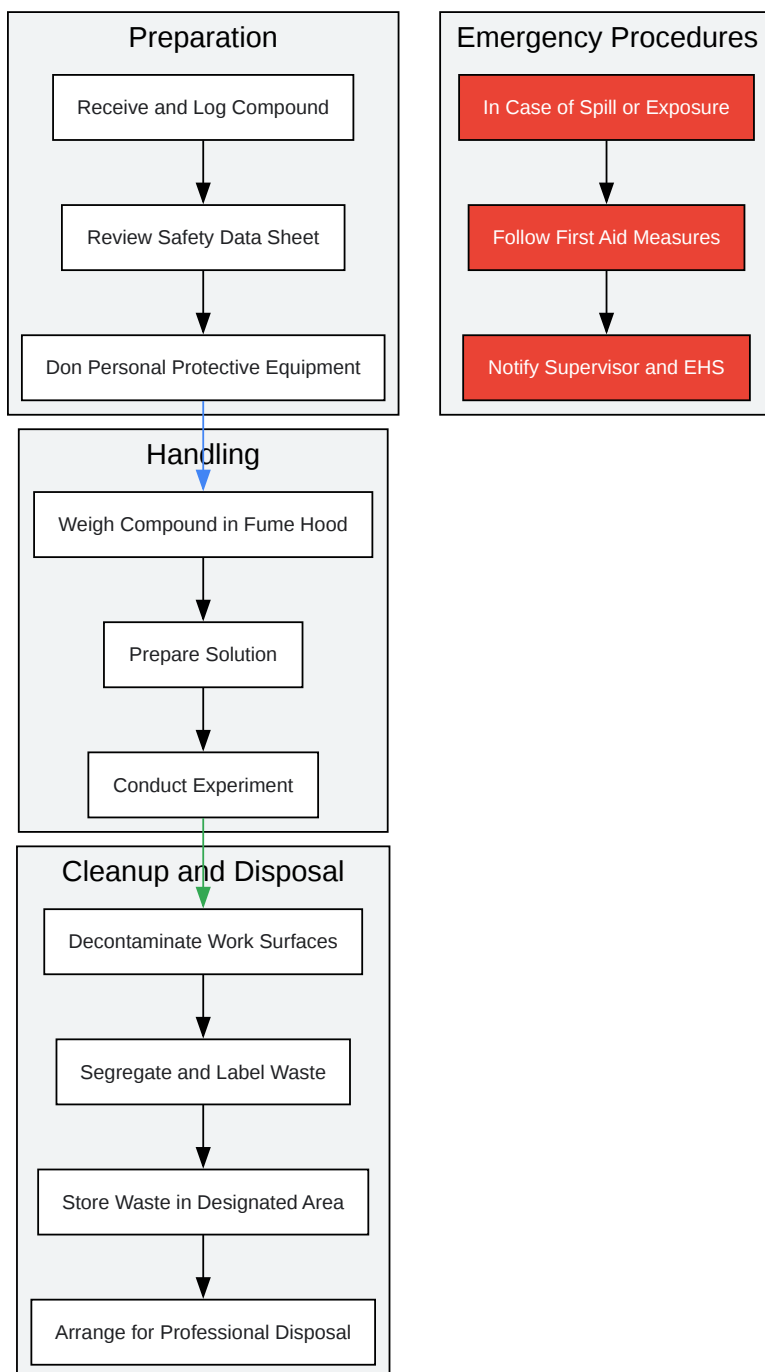 Preparation
Receive and Log Compound
Review Safety Data Sheet
Don Personal Protective Equipment
Handling
Weigh Compound in Fume Hood
Prepare Solution
Conduct Experiment
Cleanup and Disposal
Decontaminate Work Surfaces
Segregate and Label Waste
Store Waste in Designated Area
Arrange for Professional Disposal
Emergency Procedures
In Case of Spill or Exposure
Follow First Aid Measures
Notify Supervisor and EHS